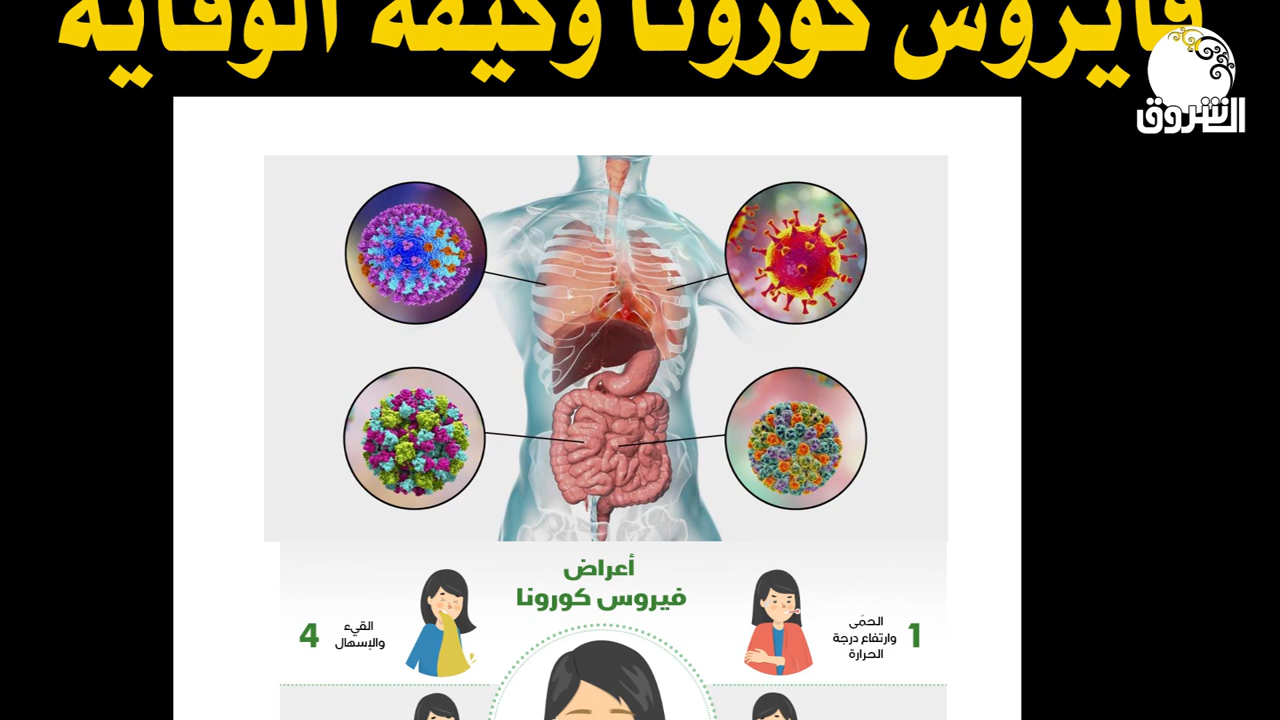 فايروس كورونا وكيفة الوقاية
الشروق
أعراض
فيروس كورونا
1
الحمّى
وارتفاع درجة
الحرارة
4
القيء
والإسهال